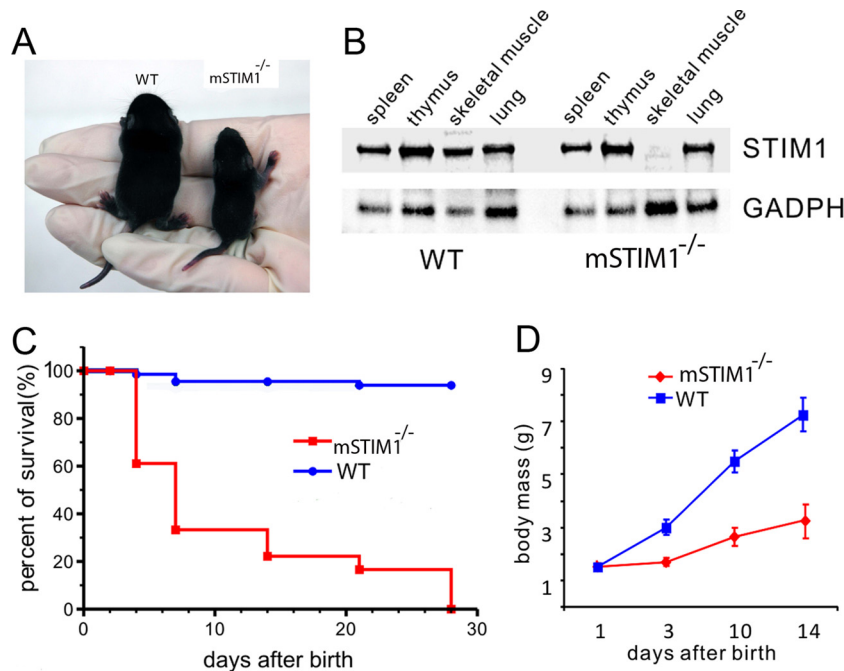 A
WT
mSTIM1-/-
B
spleen
thymus
skeletal muscle
lung
spleen
thymus
skeletal muscle
lung
STIM1
GADPH
WT
mSTIM1-/-
C
percent of survival(%)
100
80
60
40
20
0
mSTIM1-/-
WT
0
10
20
30
days after birth
D
body mass (g)
9
7
5
3
1
mSTIM1-/-
WT
1
3
10
14
days after birth